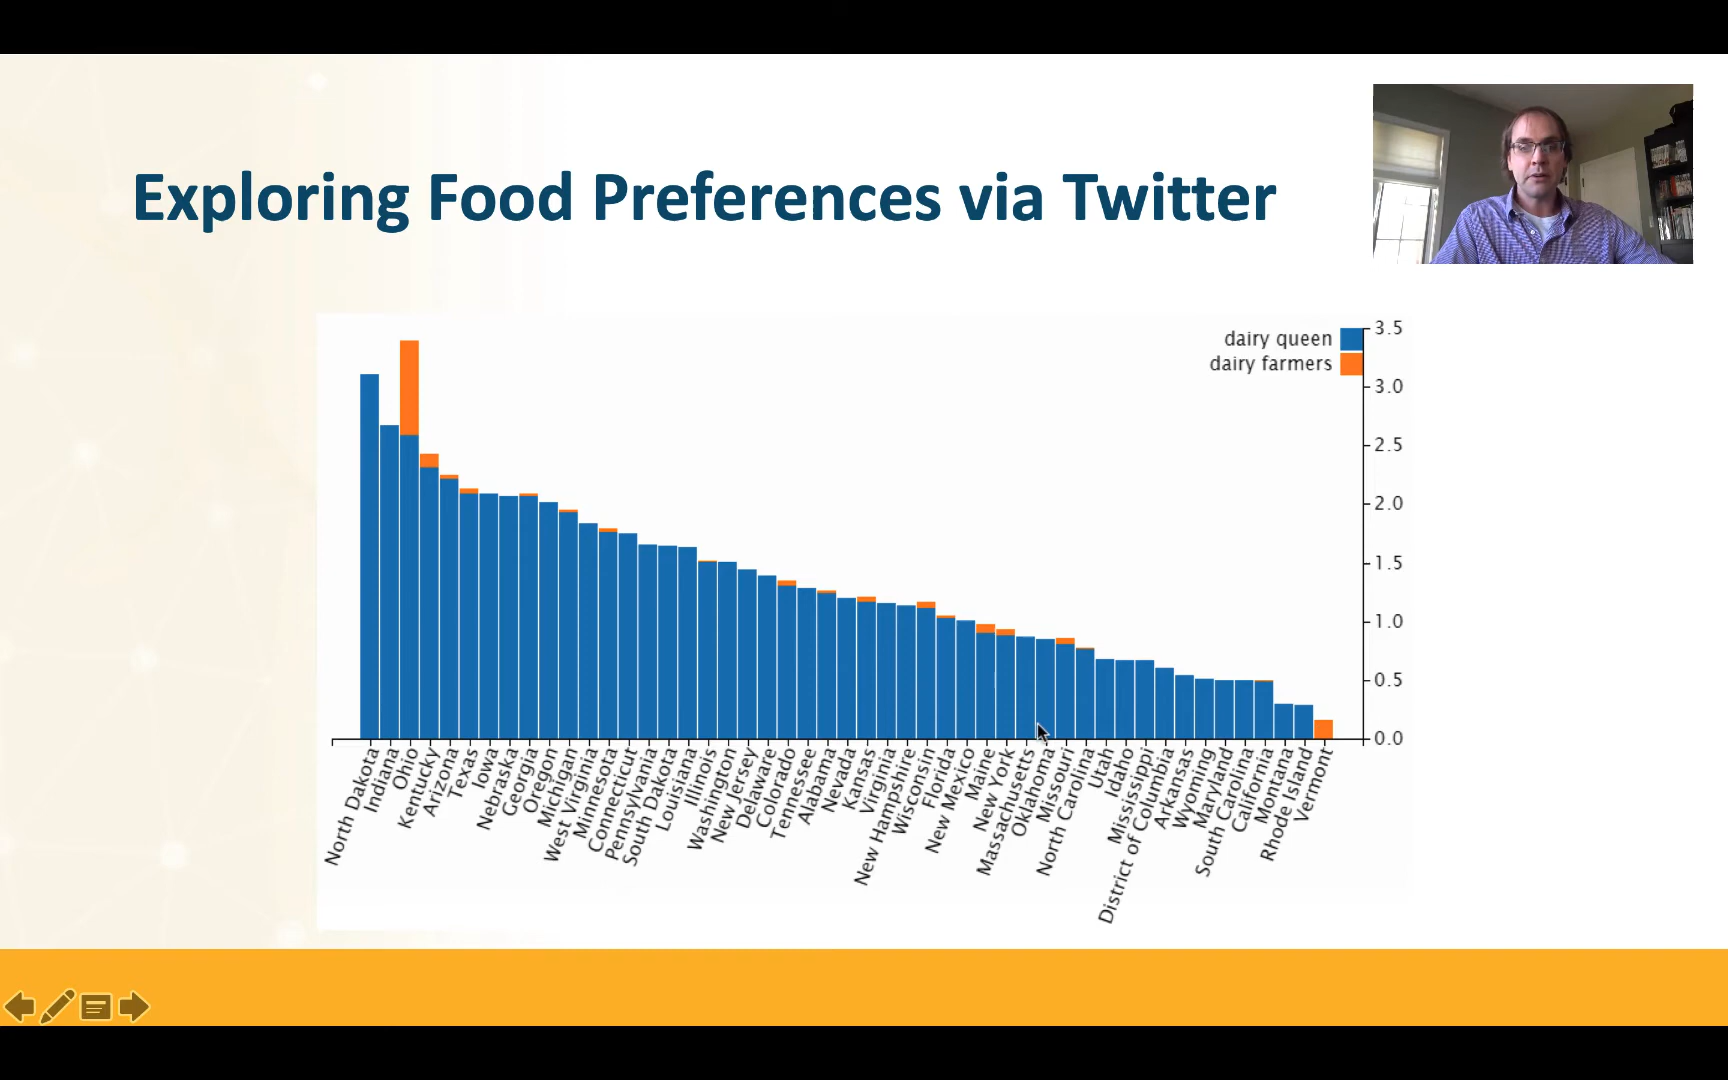 Exploring Food Preferences via Twitter
dairy queen
dairy farmers
3.5
3.0
2.5
2.0
1.5
1.0
0.5
0.0
North Dakota
Indiana
Ohio
Kentucky
Arizona
Texas
Iowa
Nebraska
Georgia
Oregon
Michigan
West Virginia
Minnesota
Connecticut
Pennsylvania
South Dakota
Louisiana
Illinois
Washington
New Jersey
Delaware
Colorado
Tennessee
Alabama
Nevada
Kansas
Virginia
New Hampshire
Wisconsin
Florida
New Mexico
Maine
New York
Massachusetts
Oklahoma
Missouri
North Carolina
Utah
Idaho
Mississippi
District of Columbia
Arkansas
Wyoming
Maryland
South Carolina
California
Montana
Rhode Island
Vermont